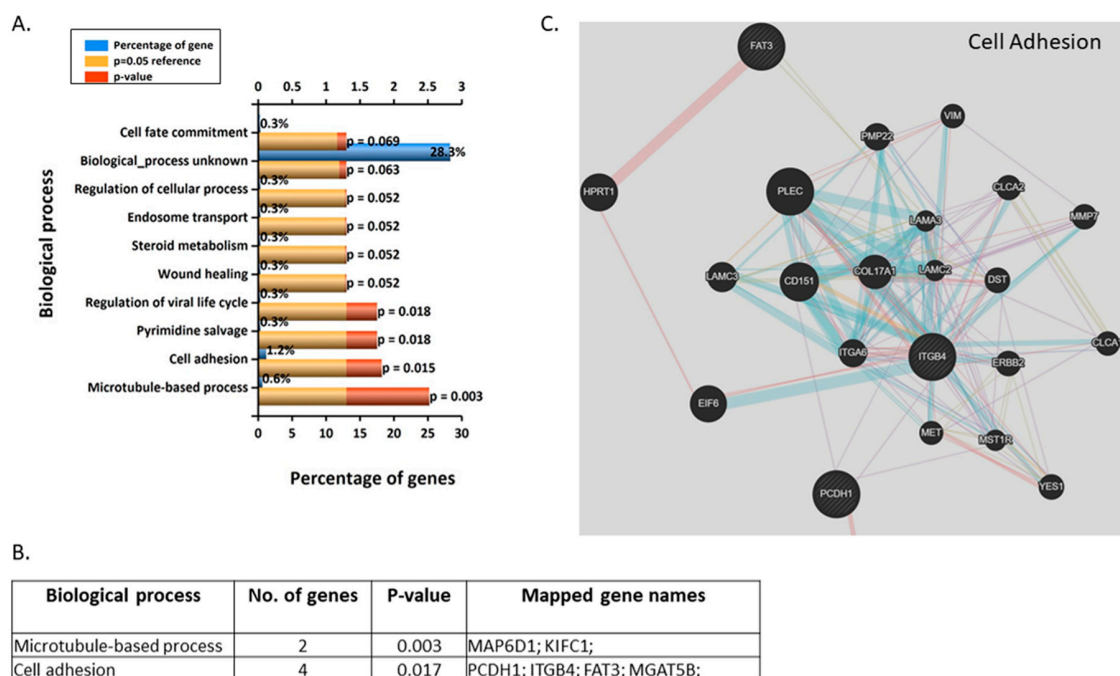 A.
Percentage of gene
p=0.05 reference
p-value
0 0.5 1 1.5 2 2.5 3
Biological process
Cell fate commitment
Biological_process unknown
Regulation of cellular process
Endosome transport
Steroid metabolism
Wound healing
Regulation of viral life cycle
Pyrimidine salvage
Cell adhesion
Microtubule-based process
0.3%
p = 0.069
28.3%
p = 0.063
0.3%
p = 0.052
0.3%
p = 0.052
0.3%
p = 0.052
0.3%
p = 0.052
0.3%
p = 0.018
0.3%
p = 0.018
1.2%
p = 0.015
0.6%
p = 0.003
0 5 10 15 20 25 30
Percentage of genes
C.
Cell Adhesion
FAT3
VIM
PMP22
HPRT1
PLEC
CLCA2
LAMA3
MMP7
LAMC3
CD151
COL17A1
LAMC2
DST
ITGA6
ITGB4
ERBB2
CLCA
EIF6
MET
MST1R
YES1
PCDH1
B.
Biological process No. of genes P-value Mapped gene names
Microtubule-based process 2 0.003 MAP6D1; KIFC1;
Cell adhesion 4 0.017 PCDH1; ITGB4; FAT3; MGAT5B;